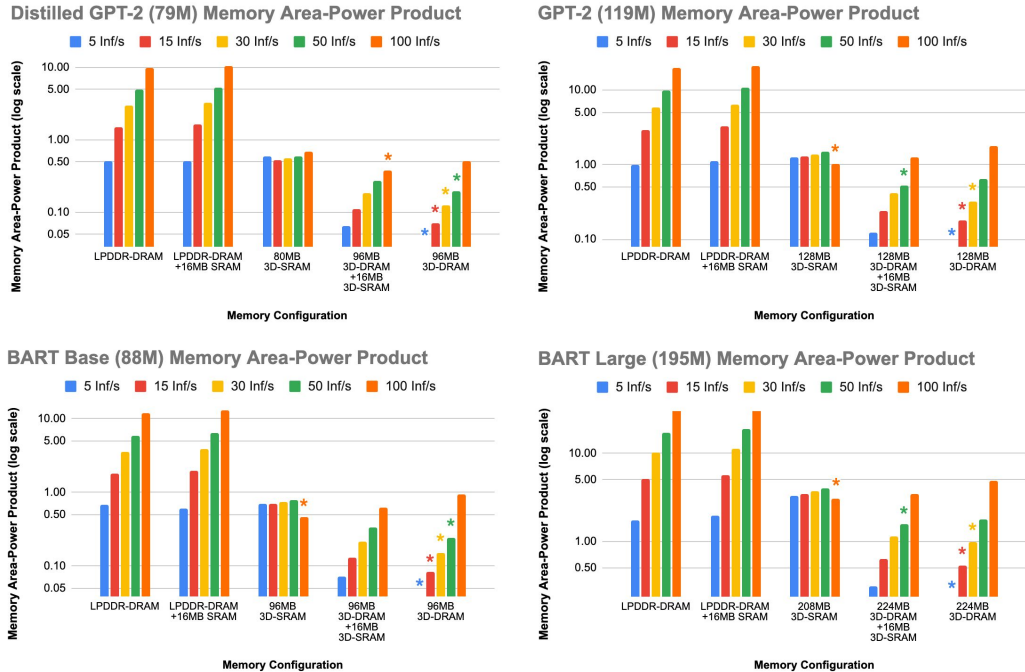 Distilled GPT-2 (79M) Memory Area-Power Product
5 Inf/s 15 Inf/s 30 Inf/s 50 Inf/s 100 Inf/s
Memory Area-Power Product (log scale)
10.00
5.00
1.00
0.50
0.10
0.05
*
*
*
*
*
LPDDR-DRAM
LPDDR-DRAM
+16MB SRAM
80MB
3D-SRAM
96MB
3D-DRAM
+16MB
3D-SRAM
96MB
3D-DRAM
Memory Configuration
GPT-2 (119M) Memory Area-Power Product
5 Inf/s 15 Inf/s 30 Inf/s 50 Inf/s 100 Inf/s
Memory Area-Power Product (log scale)
10.00
5.00
1.00
0.50
0.10
*
*
*
*
*
LPDDR-DRAM
LPDDR-DRAM
+16MB SRAM
128MB
3D-SRAM
128MB
3D-DRAM
+16MB
3D-SRAM
128MB
3D-DRAM
Memory Configuration
BART Base (88M) Memory Area-Power Product
5 Inf/s 15 Inf/s 30 Inf/s 50 Inf/s 100 Inf/s
Memory Area-Power Product (log scale)
10.00
5.00
1.00
0.50
0.10
0.05
*
*
*
*
*
LPDDR-DRAM
LPDDR-DRAM
+16MB SRAM
96MB
3D-SRAM
96MB
3D-DRAM
+16MB
3D-SRAM
96MB
3D-DRAM
Memory Configuration
BART Large (195M) Memory Area-Power Product
5 Inf/s 15 Inf/s 30 Inf/s 50 Inf/s 100 Inf/s
Memory Area-Power Product (log scale)
10.00
5.00
1.00
0.50
*
*
*
*
*
LPDDR-DRAM
LPDDR-DRAM
+16MB SRAM
208MB
3D-SRAM
224MB
3D-DRAM
+16MB
3D-SRAM
224MB
3D-DRAM
Memory Configuration